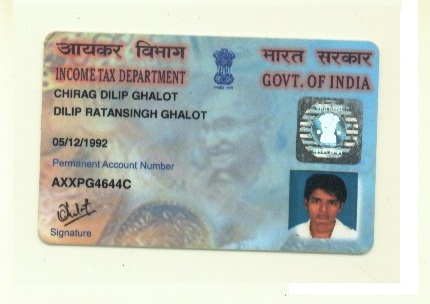 आयकर विभाग
INCOME TAX DEPARTMENT
भारत सरकार
GOVT. OF INDIA
CHIRAG DILIP GHALOT
DILIP RATANSINGH GHALOT
05/12/1992
Permanent Account Number
AXXPG4644C
Signature